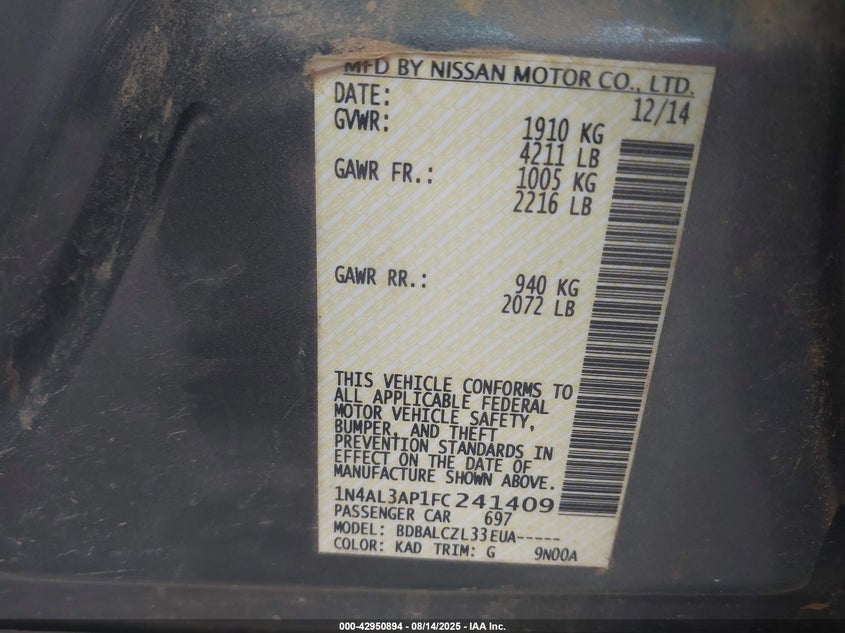 MFD BY NISSAN MOTOR CO., LTD.
DATE: 12/14
GVWR: 1910 KG
4211 LB
GAWR FR.: 1005 KG
2216 LB
GAWR RR.: 940 KG
2072 LB
THIS VEHICLE CONFORMS TO
ALL APPLICABLE FEDERAL
MOTOR VEHICLE SAFETY,
BUMPER, AND THEFT
PREVENTION STANDARDS IN
EFFECT ON THE DATE OF
MANUFACTURE SHOWN ABOVE.
1N4AL3AP1FC241409
PASSENGER CAR 697
MODEL: BDBALCZL33EUA-----
COLOR: KAD TRIM: G 9N00A
000-42950894 - 08/14/2025 - IAA Inc.